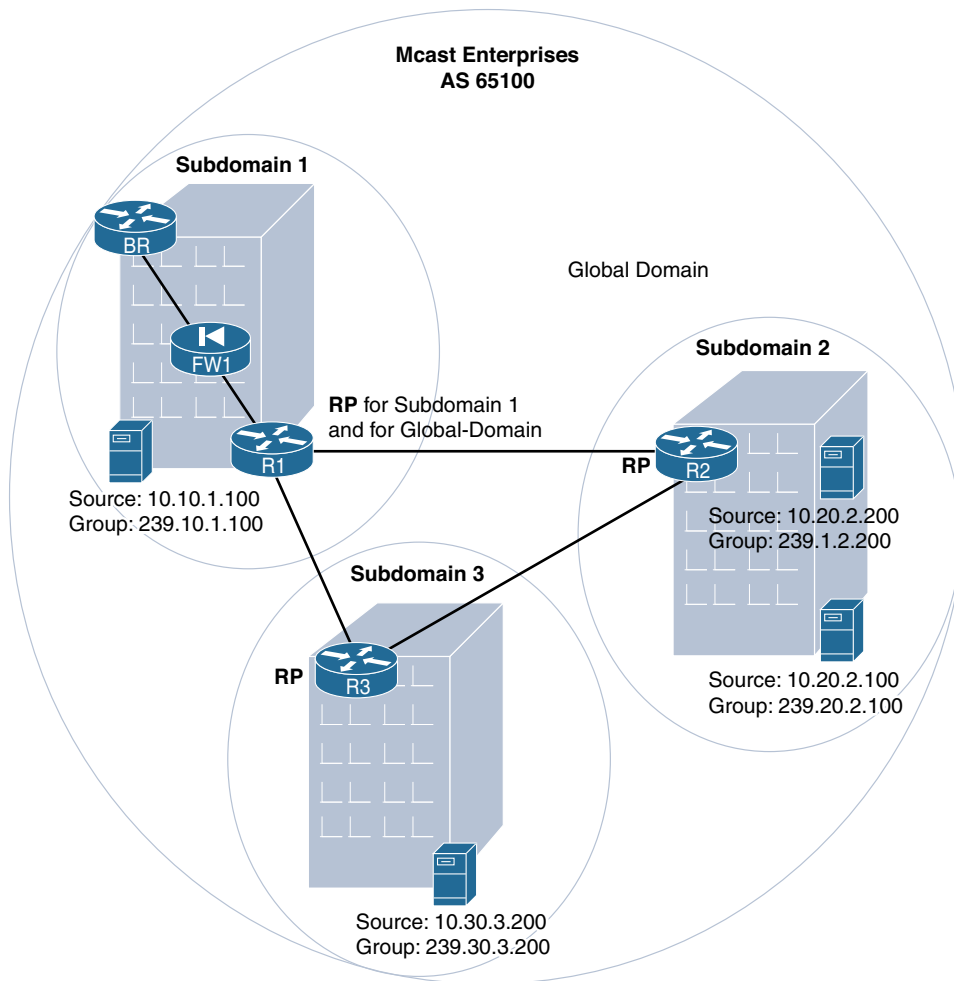 Mcast Enterprises
AS 65100
Subdomain 1
BR
Global Domain
FW1
Subdomain 2
RP for Subdomain 1
and for Global-Domain
R1
RP
R2
Source: 10.10.1.100
Group: 239.10.1.100
Source: 10.20.2.200
Group: 239.1.2.200
Subdomain 3
RP
R3
Source: 10.20.2.100
Group: 239.20.2.100
Source: 10.30.3.200
Group: 239.30.3.200